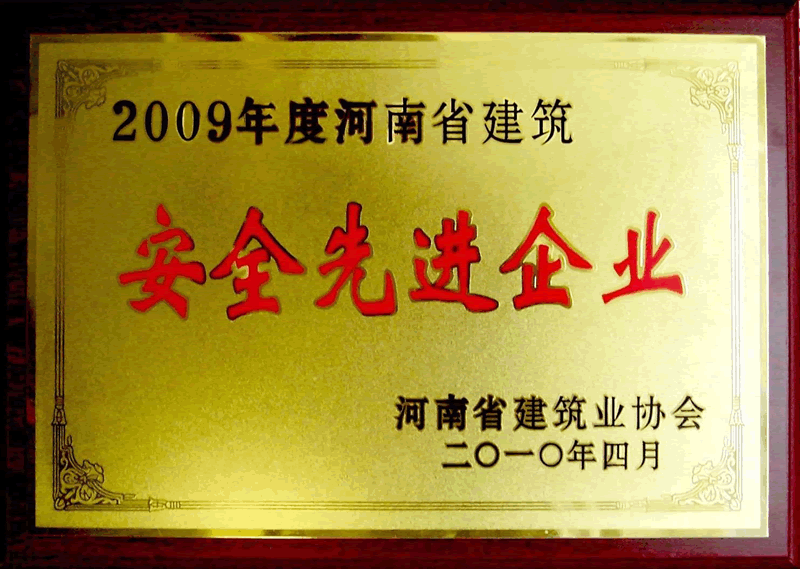 2009年度河南省建筑
安全先进企业
河南省建筑业协会
二〇一〇年四月